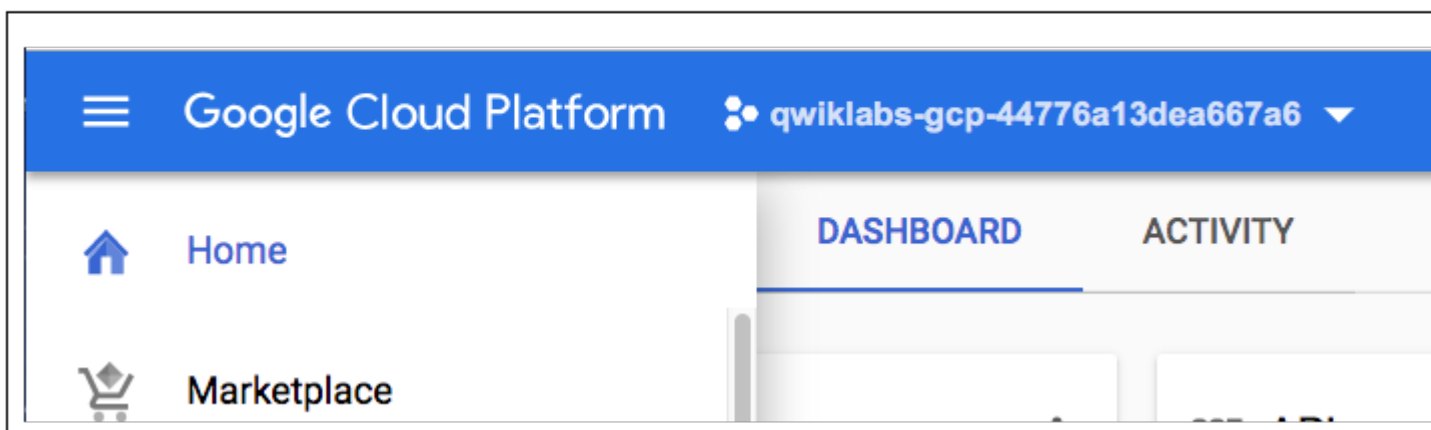 Google Cloud Platform qwiklabs-gcp-44776a13dea667a6
Home
DASHBOARD ACTIVITY
Marketplace